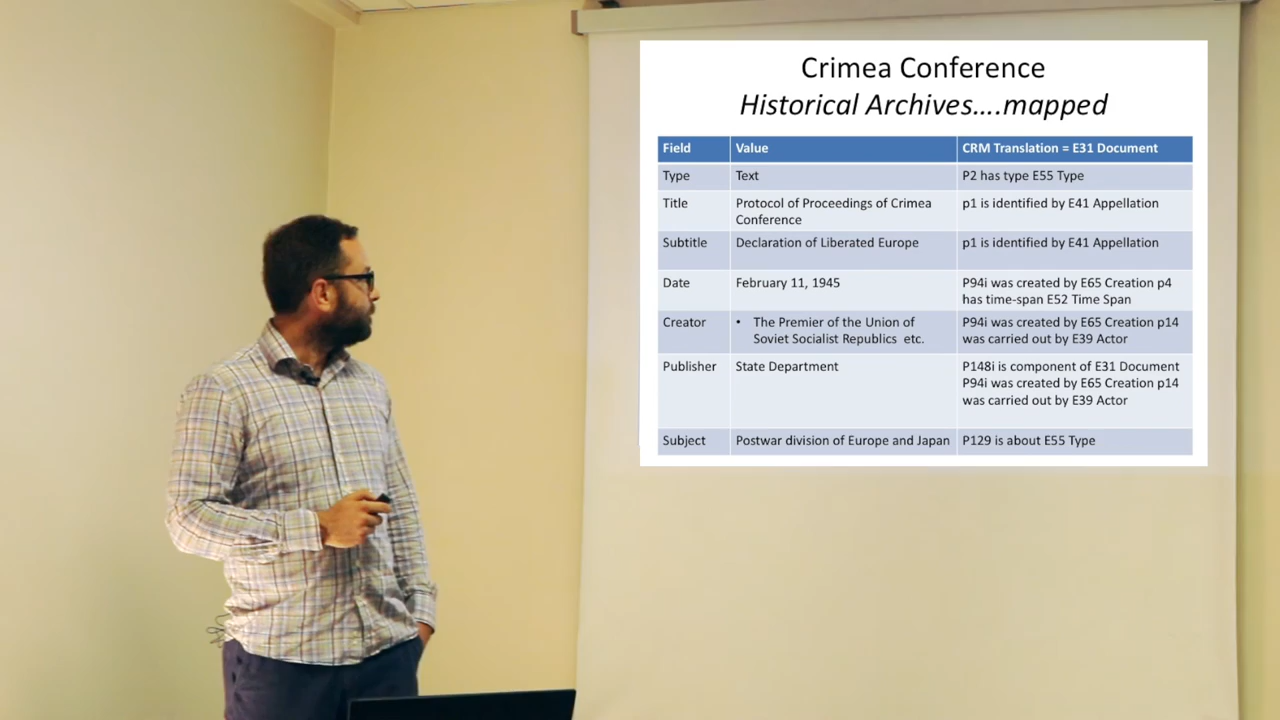 Crimea Conference
Historical Archives....mapped
Field Value CRM Translation = E31 Document
Type Text P2 has type E55 Type
Title Protocol of Proceedings of Crimea Conference p1 is identified by E41 Appellation
Subtitle Declaration of Liberated Europe p1 is identified by E41 Appellation
Date February 11, 1945 P94i was created by E65 Creation p4 has time-span E52 Time Span
Creator • The Premier of the Union of Soviet Socialist Republics etc. P94i was created by E65 Creation p14 was carried out by E39 Actor
Publisher State Department P148i is component of E31 Document P94i was created by E65 Creation p14 was carried out by E39 Actor
Subject Postwar division of Europe and Japan P129 is about E55 Type